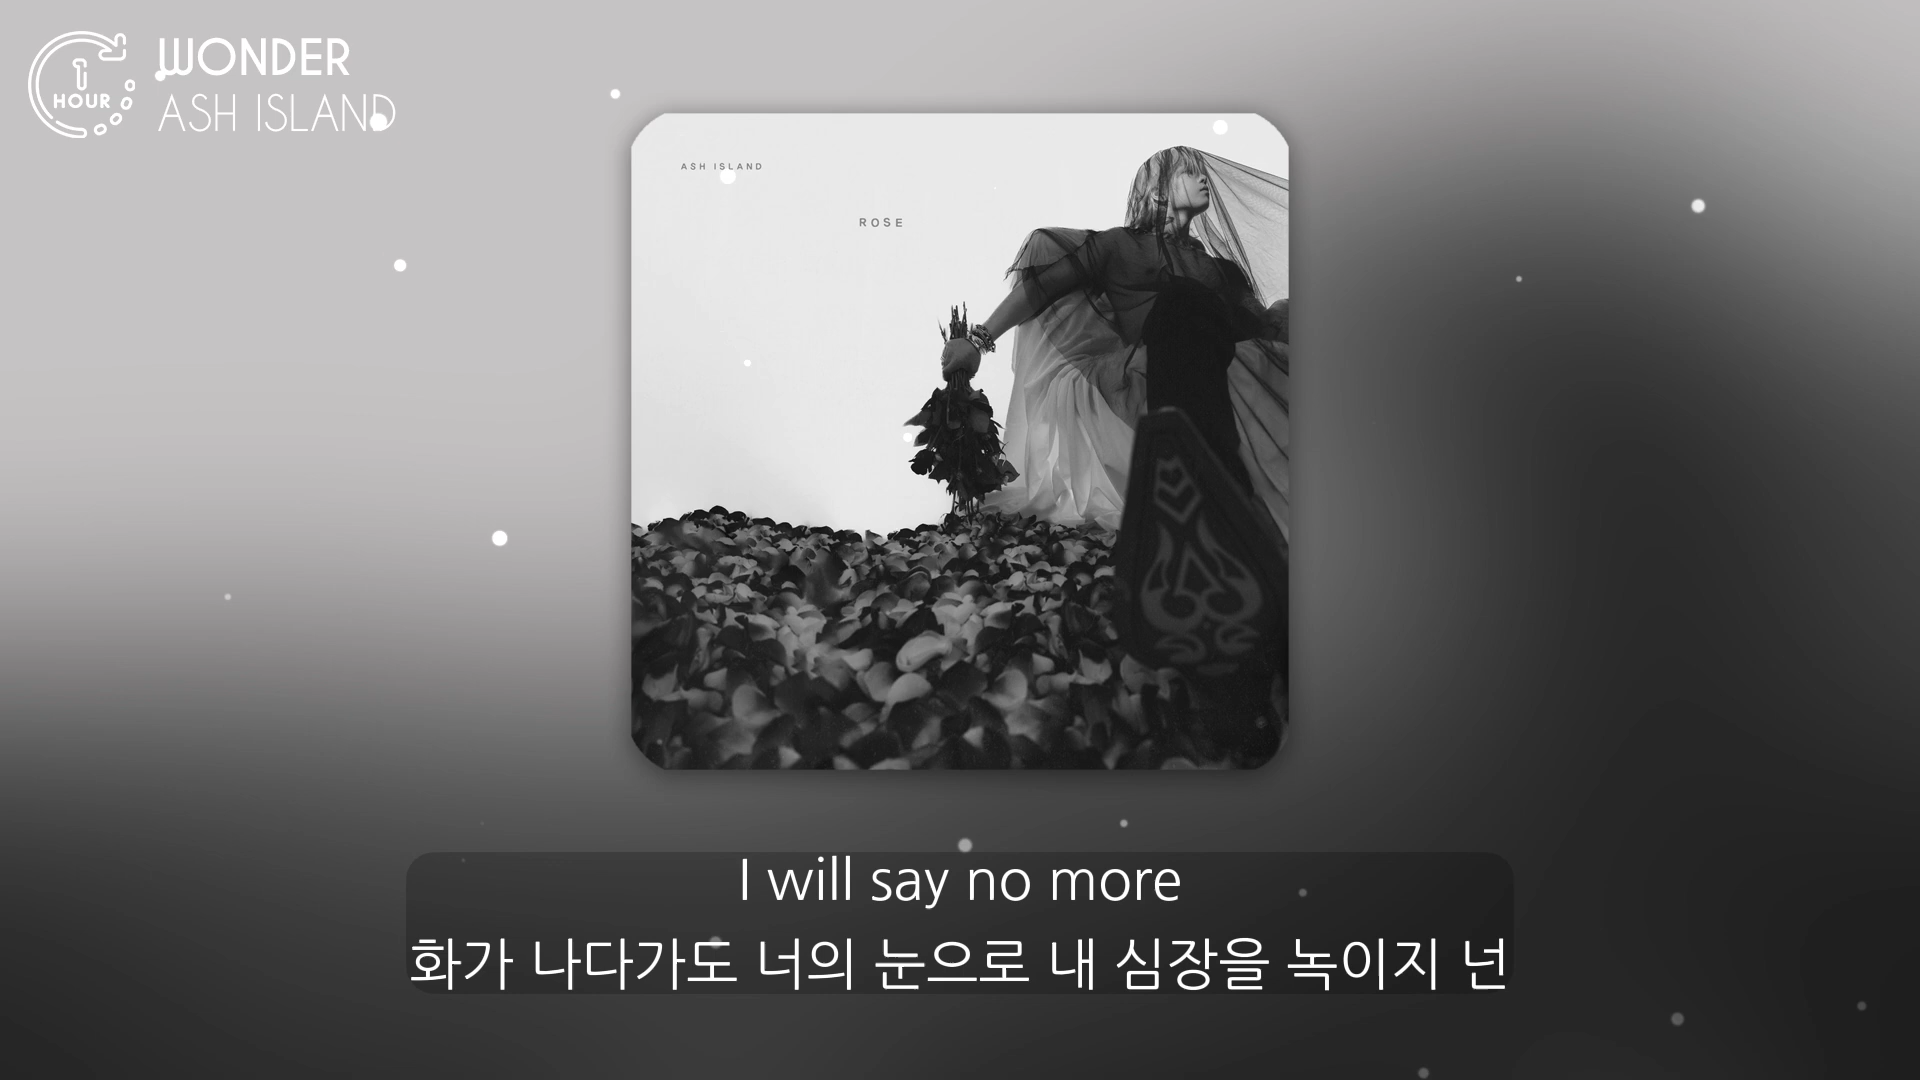 1
HOUR
WONDER
ASH ISLAND
ASH ISLAND
ROSE
I will say no more
화가 나다가도 너의 눈으로 내 심장을 녹이지 넌